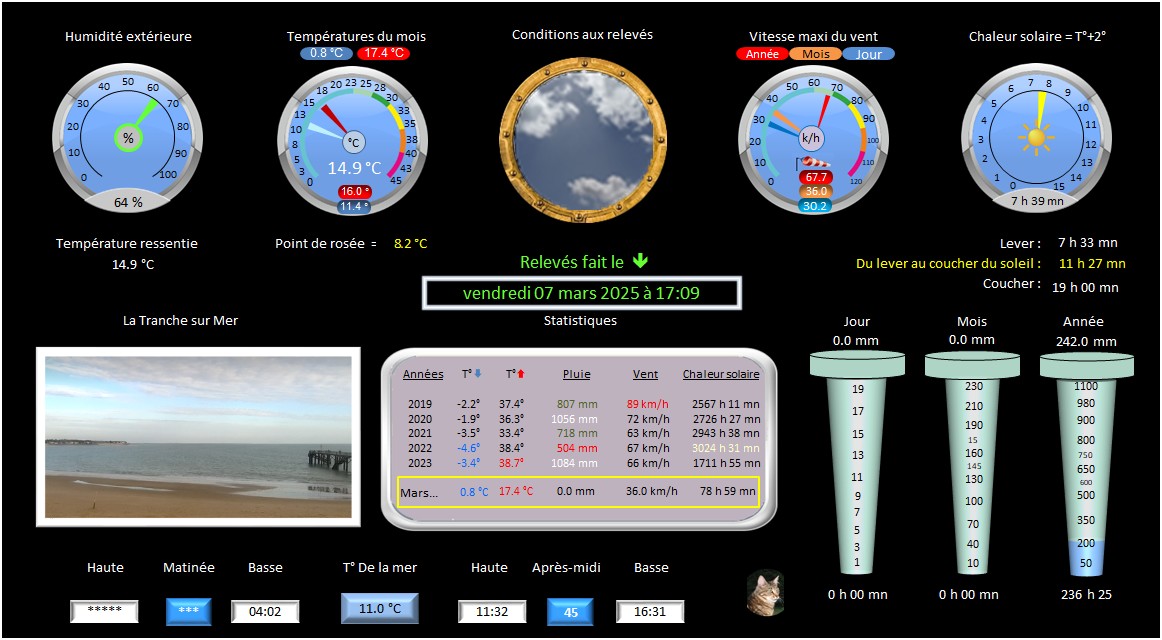 Humidité extérieure
Températures du mois
0.8 °C 17.4 °C
Conditions aux relevés
Vitesse maxi du vent
Année Mois Jour
Chaleur solaire = T°+2°
0 10 20 30 40 50 60 70 80 90 100
%
64 %
0 3 5 8 10 13 15 18 20 23 25 28 30 33 35 38 40 43 45
°C
14.9 °C
16.0 °
11.4 °
0 10 20 30 40 50 60 70 80 90 100 110 120
k/h
67.7
36.0
30.2
0 1 2 3 4 5 6 7 8 9 10 11 12 13 14 15
7 h 39 mn
Température ressentie
14.9 °C
Point de rosée = 8.2 °C
Relevés fait le
vendredi 07 mars 2025 à 17:09
Lever : 7 h 33 mn
Du lever au coucher du soleil : 11 h 27 mn
Coucher : 19 h 00 mn
La Tranche sur Mer
Statistiques
Années T° T° Pluie Vent Chaleur solaire
2019 -2.2° 37.4° 807 mm 89 km/h 2567 h 11 mn
2020 -1.9° 36.3° 1056 mm 72 km/h 2726 h 27 mn
2021 -3.5° 33.4° 718 mm 63 km/h 2943 h 38 mn
2022 -4.6° 38.4° 504 mm 67 km/h 3024 h 31 mn
2023 -3.4° 38.7° 1084 mm 66 km/h 1711 h 55 mn
Mars... 0.8 °C 17.4 °C 0.0 mm 36.0 km/h 78 h 59 mn
Jour
0.0 mm
19
17
15
13
11
9
7
5
3
1
0 h 00 mn
Mois
0.0 mm
230
210
190
15
160
145
130
100
70
40
10
0 h 00 mn
Année
242.0 mm
1100
980
900
800
750
650
600
500
350
200
50
236 h 25
Haute Matinée Basse
***** *** 04:02
T° De la mer
11.0 °C
Haute Après-midi Basse
11:32 45 16:31